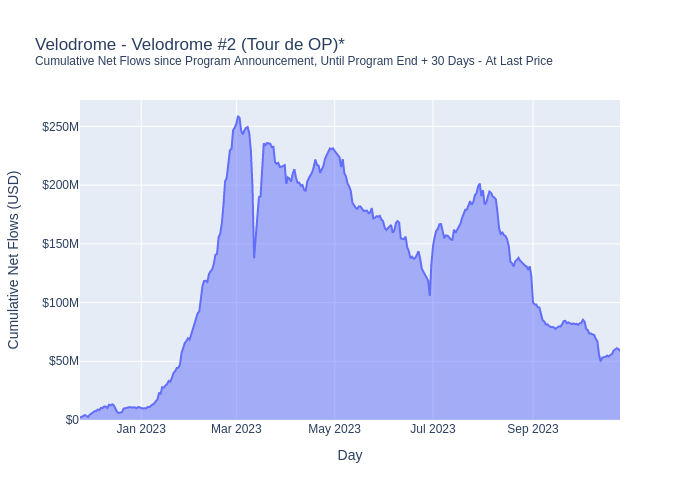 Velodrome - Velodrome #2 (Tour de OP)*
Cumulative Net Flows since Program Announcement, Until Program End + 30 Days - At Last Price
Cumulative Net Flows (USD)
$250M
$200M
$150M
$100M
$50M
$0
Jan 2023
Mar 2023
May 2023
Jul 2023
Sep 2023
Day